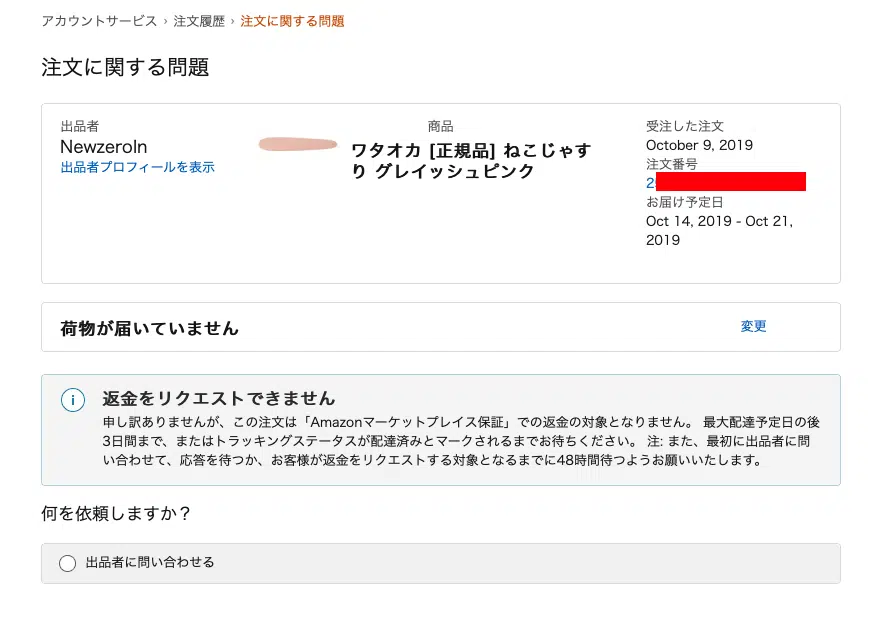 アカウントサービス › 注文履歴 › 注文に関する問題
注文に関する問題
出品者
Newzeroln
出品者プロフィールを表示
商品
ワタオカ [正規品] ねこじゃす
り グレイッシュピンク
受注した注文
October 9, 2019
注文番号
2
お届け予定日
Oct 14, 2019 - Oct 21,
2019
荷物が届いていません
変更
返金をリクエストできません
申し訳ありませんが、この注文は「Amazonマーケットプレイス保証」での返金の対象となりません。 最大配達予定日の後
3日間まで、またはトラッキングステータスが配達済みとマークされるまでお待ちください。 注: また、最初に出品者に問
い合わせて、応答を待つか、お客様が返金をリクエストする対象となるまでに48時間待つようお願いいたします。
何を依頼しますか？
出品者に問い合わせる